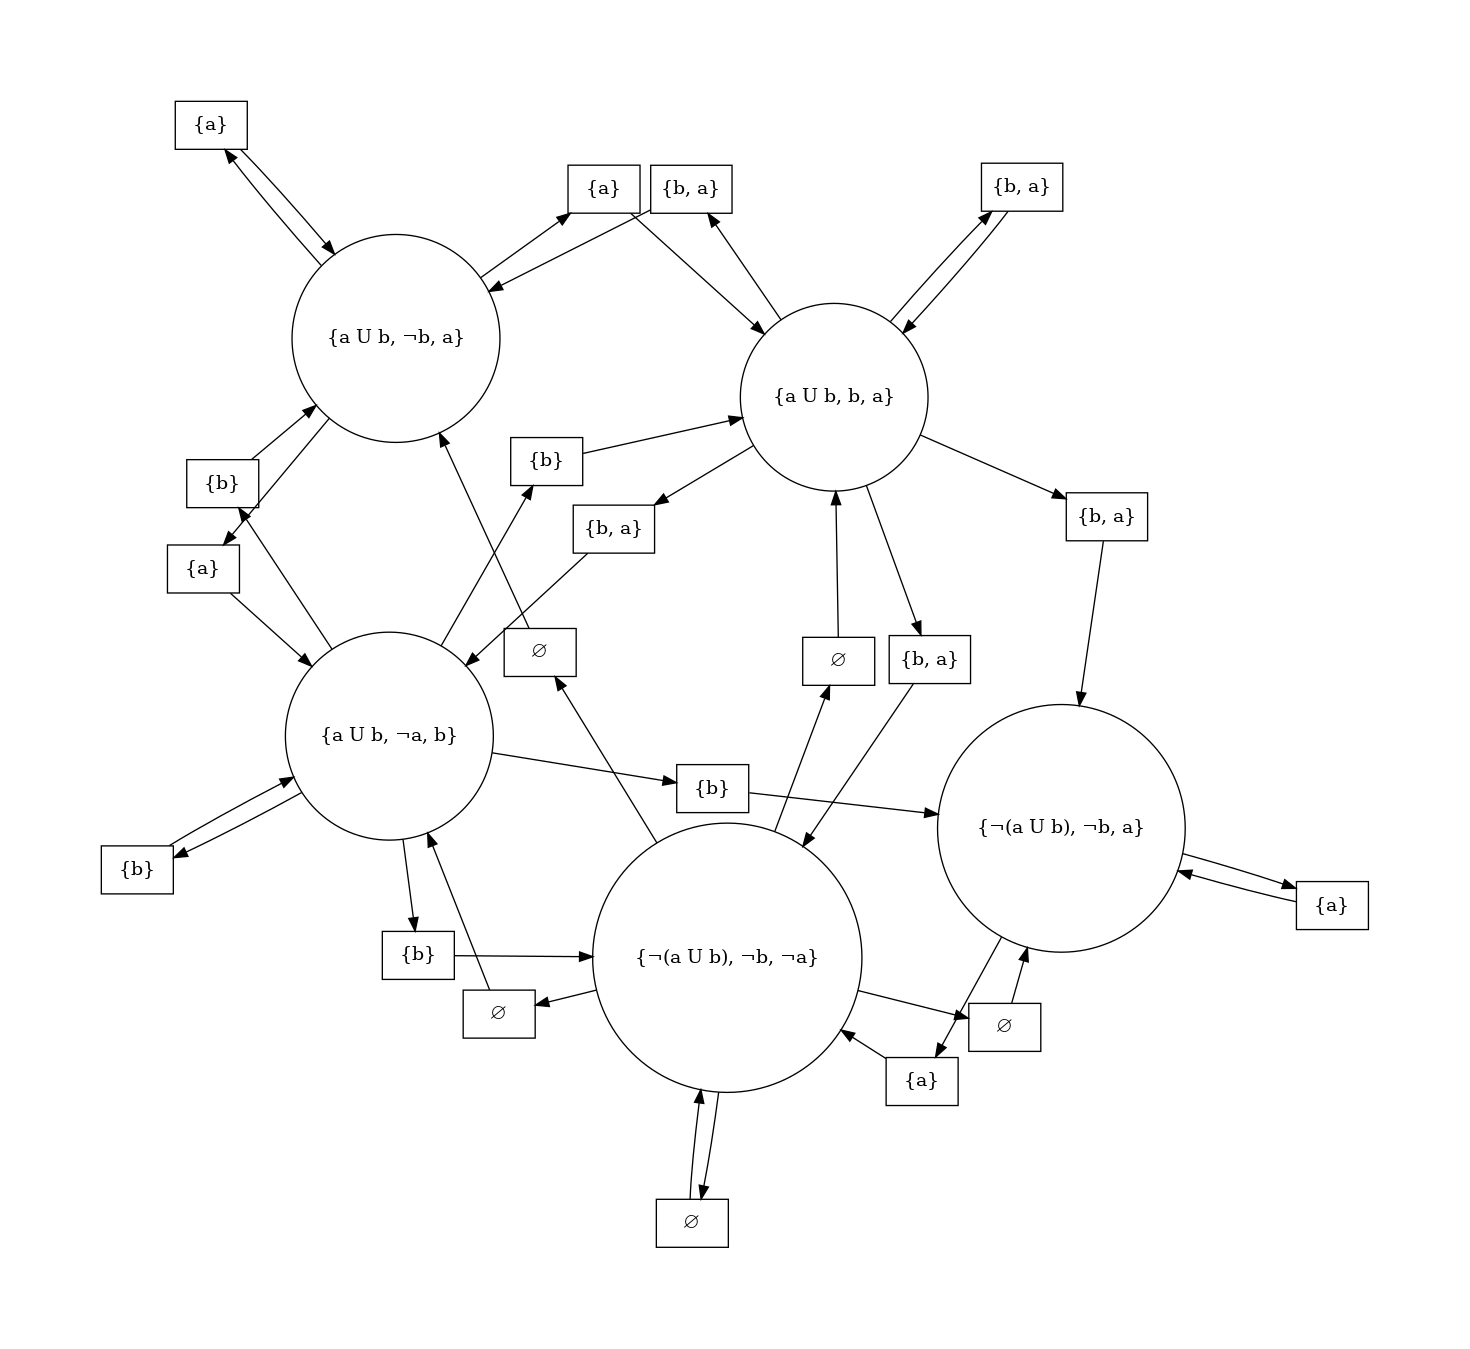 {a}
{a}
{b, a}
{b, a}
{a U b, ¬b, a}
{a U b, b, a}
{b}
{b}
{b, a}
{b, a}
{a}
∅
∅
{b, a}
{a U b, ¬a, b}
{b}
{¬(a U b), ¬b, a}
{b}
{a}
{b}
{¬(a U b), ¬b, ¬a}
∅
∅
{a}
∅